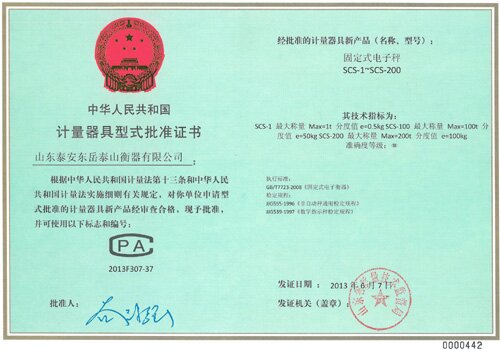 中华人民共和国
计量器具型式批准证书
山东泰安东岳泰山衡器有限公司：
根据中华人民共和国计量法第十三条和中华人民共和国计量法实施细则有关规定，对你单位申请型式批准的计量器具新产品经审查合格，现予批准，并可使用以下标志和编号：
CPA
2013F307-37
批准人：
经批准的计量器具新产品（名称、型号）：
固定式电子秤
SCS-1~SCS-200
其技术指标为：
SCS-1 最大称量 Max=1t 分度值 e=0.5kg SCS-100 最大称量 Max=100t 分度值 e=50kg SCS-200 最大称量 Max=200t 分度值 e=100kg
准确度等级：Ⅲ
执行标准：
GB/T7723-2008《固定式电子衡器》
检定规程：
JJG555-1996《非自动秤通用检定规程》
JJG539-1997《数字指示秤检定规程》
发证日期： 2013 年 6 月 7 日
发证机关（盖章）：
0000442